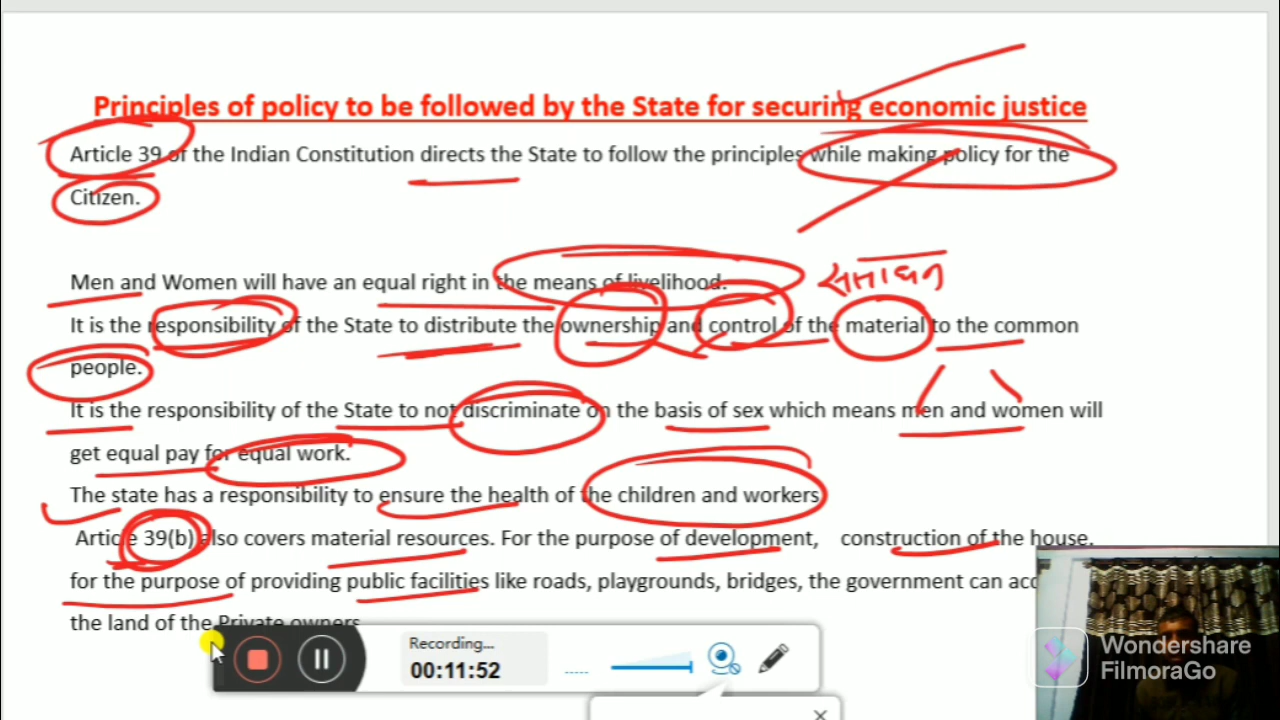 Principles of policy to be followed by the State for securing economic justice
Article 39 of the Indian Constitution directs the State to follow the principles while making policy for the
Citizen.
Men and Women will have an equal right in the means of livelihood.
It is the responsibility of the State to distribute the ownership and control of the material to the common
people.
It is the responsibility of the State to not discriminate on the basis of sex which means men and women will
get equal pay for equal work.
The state has a responsibility to ensure the health of the children and workers
Article 39(b) also covers material resources. For the purpose of development, construction of the house.
for the purpose of providing public facilities like roads, playgrounds, bridges, the government can
the land of the Private owners
Recording...
00:11:52
Wondershare
FilmoraGo